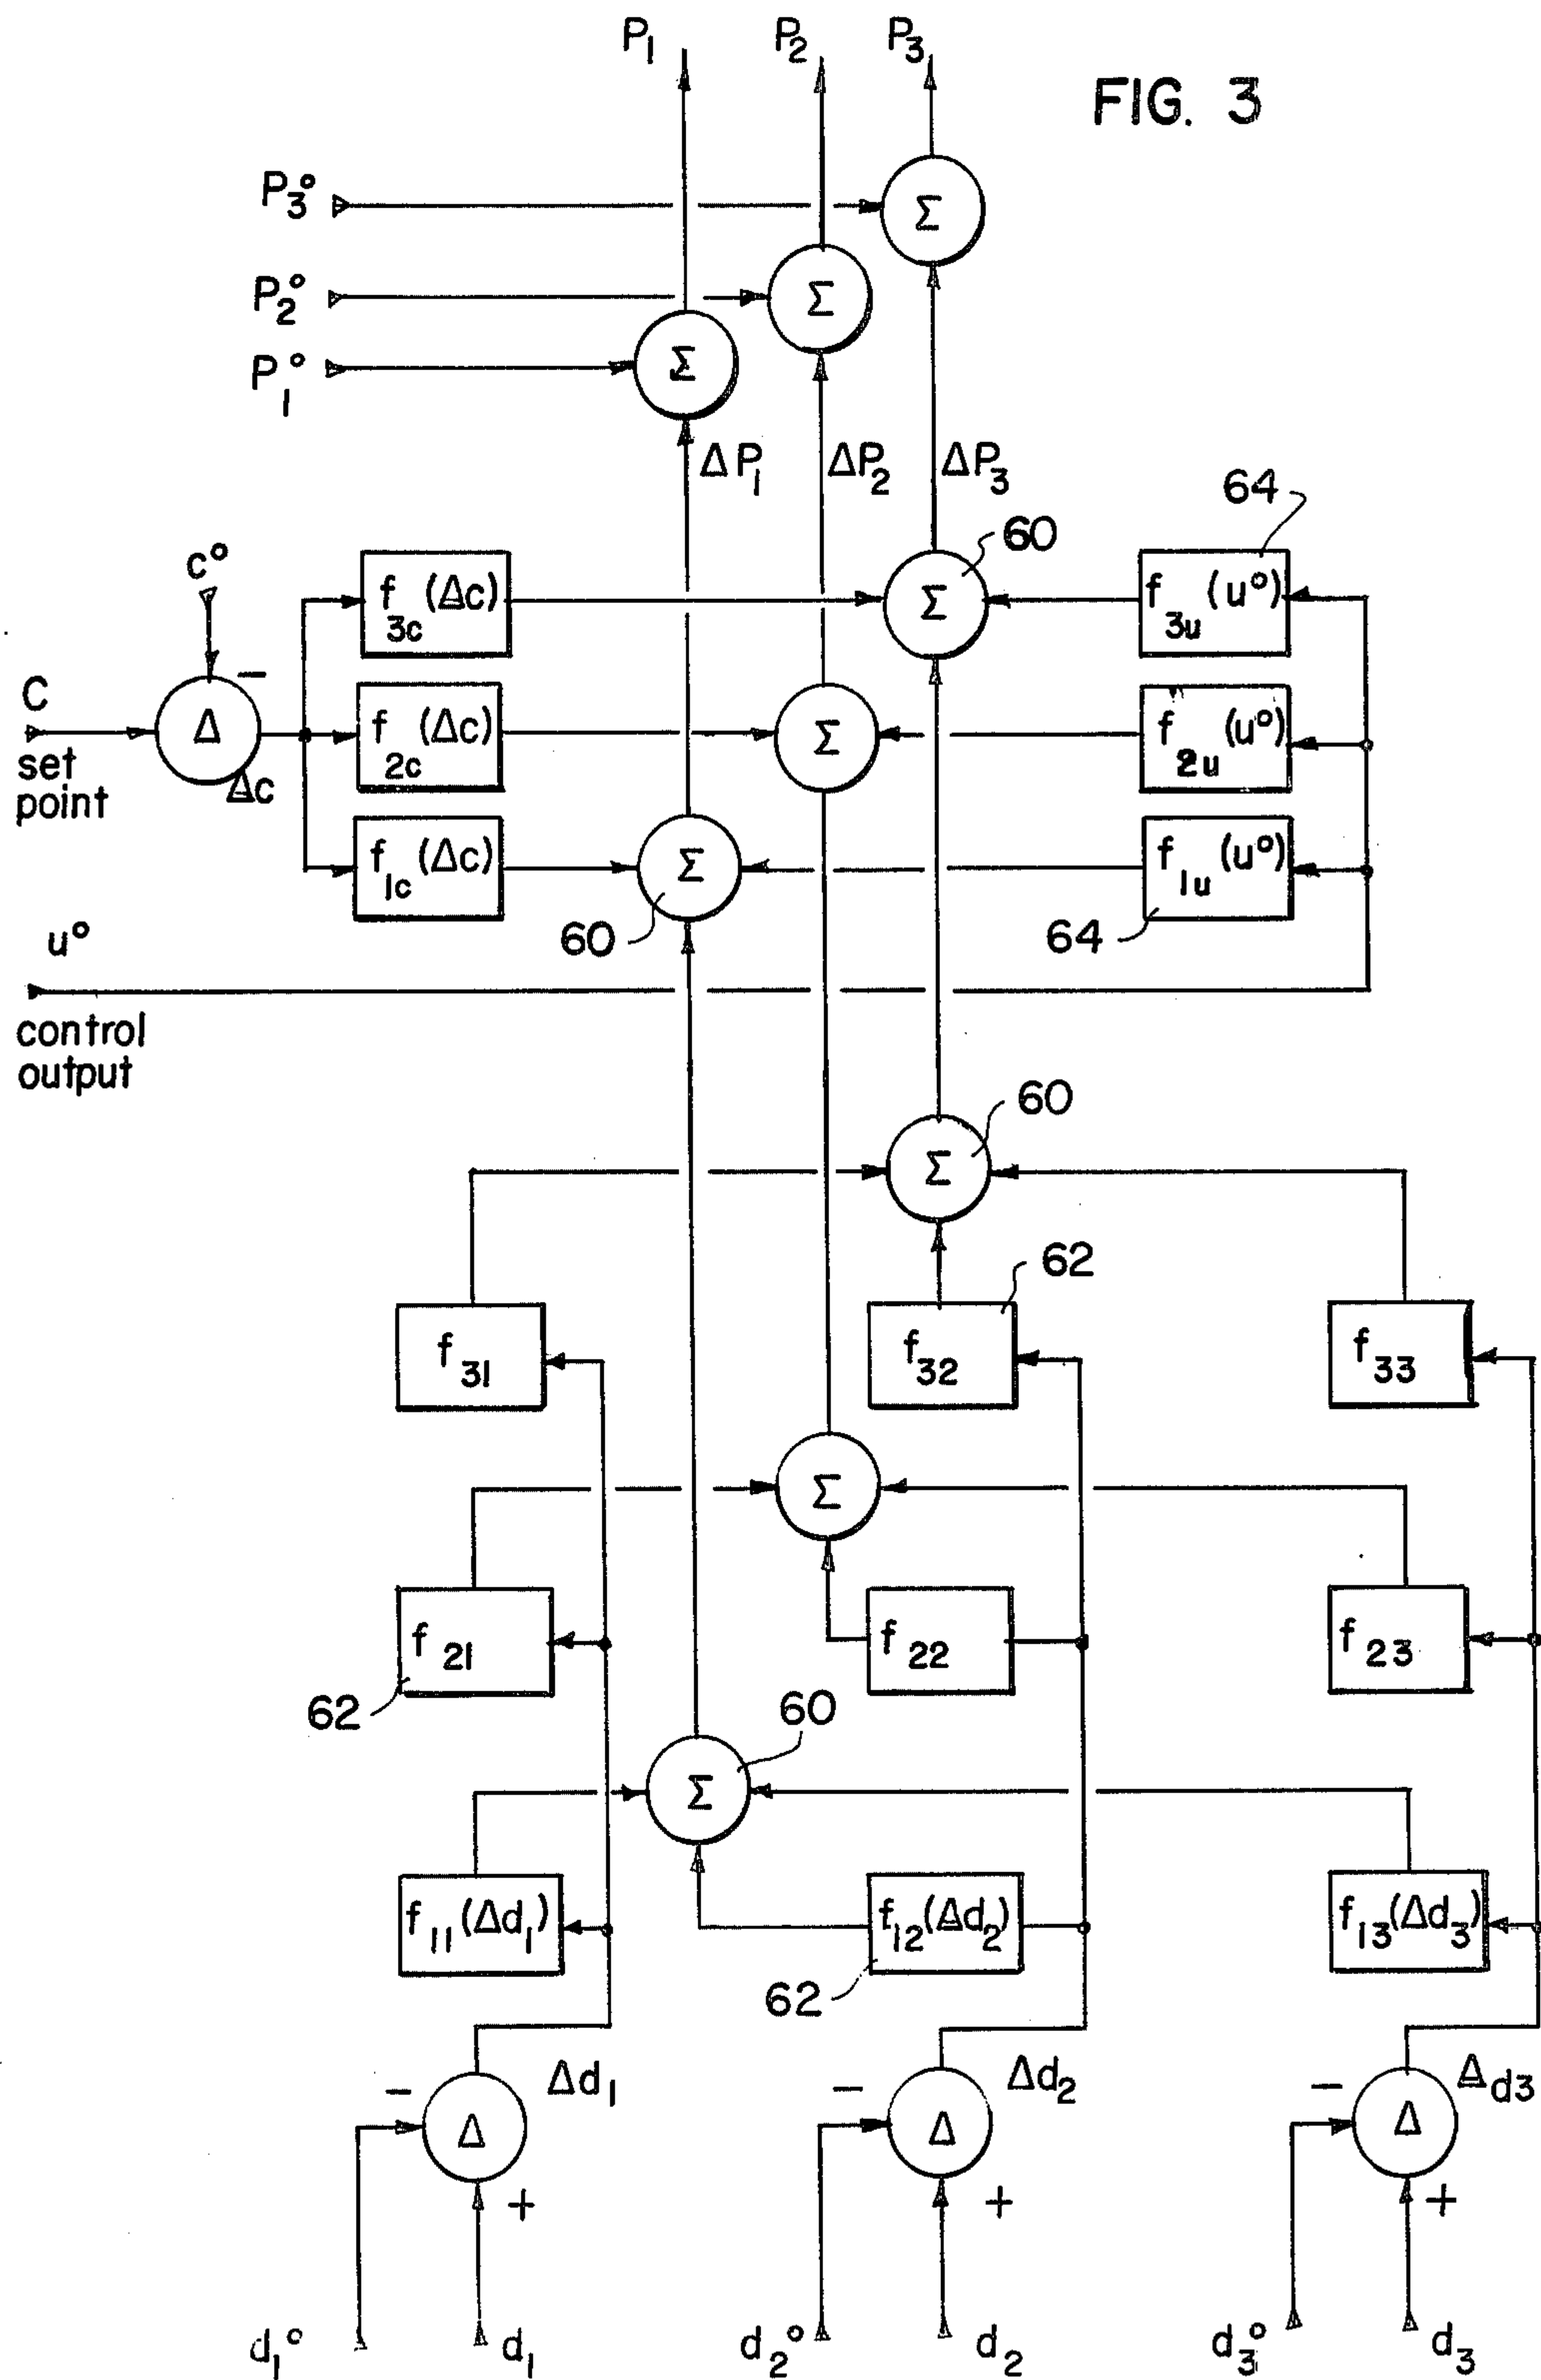 P₁ P₂ P₃
FIG. 3
P₃° Σ
P₂° Σ
P₁° Σ
ΔP₁ ΔP₂ ΔP₃
64
60
c°
f₃c (Δc) Σ f₃u (u°)
−
C
Δ f₂c (Δc) Σ f₂u (u°)
set
point
Δc
f₁c (Δc) Σ f₁u (u°)
60 64
u°
control
output
60
Σ
62
f₃₁ f₃₂ f₃₃
Σ
f₂₁ f₂₂ f₂₃
62
60
Σ
f₁₁(Δd₁) f₁₂(Δd₂) f₁₃(Δd₃)
62
Δd₁ Δd₂ Δd3
− − −
Δ Δ Δ
+ + +
d₁° d₁ d₂° d₂ d₃° d₃